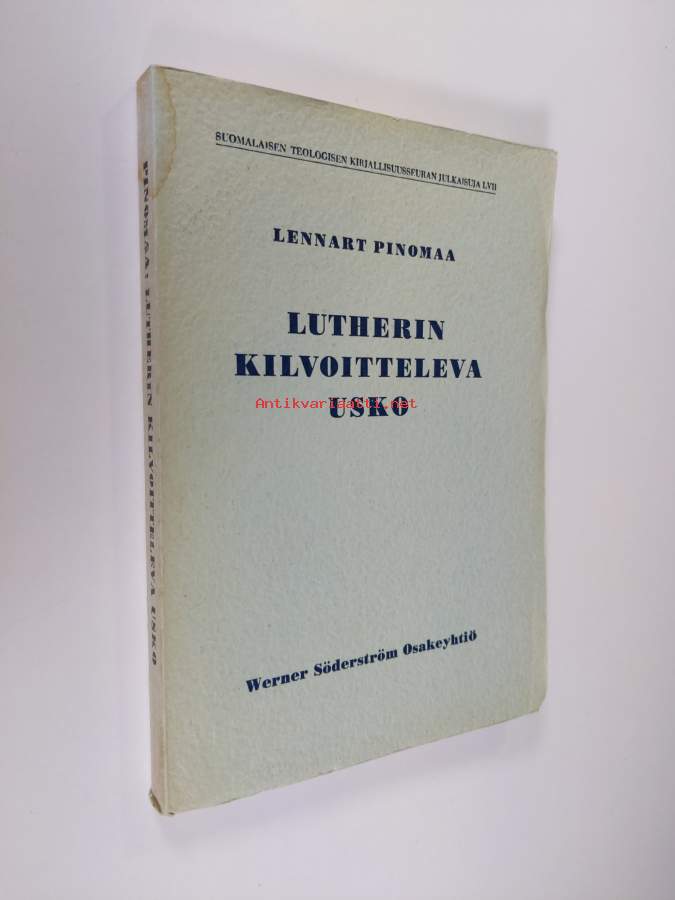 SUOMALAISEN TEOLOGISEN KIRJALLISUUSSEURAN JULKAISUJA LVII
LENNART PINOMAA
LUTHERIN
KILVOITTELEVA
USKO
Antikvariaatti.net
Werner Söderström Osakeyhtiö
PINOMAA: LUTHERIN KILVOITTELEVA USKO